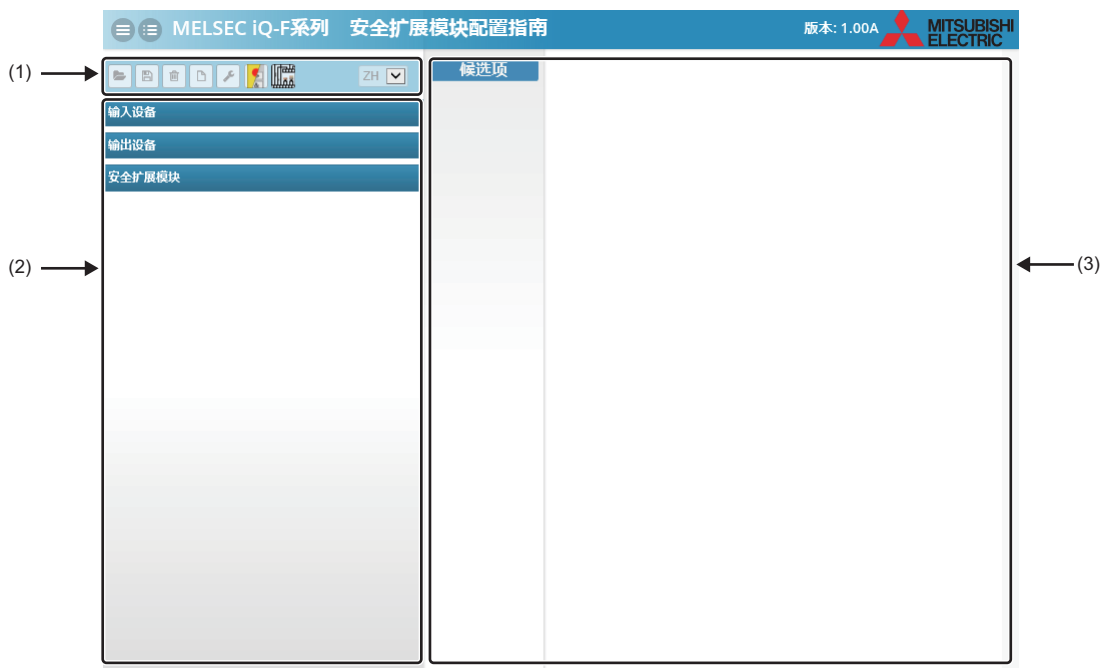 MELSEC iQ-F系列 安全扩展模块配置指南
版本: 1.00A
MITSUBISHI
ELECTRIC
(1)
ZH
候选项
输入设备
输出设备
安全扩展模块
(2)
(3)